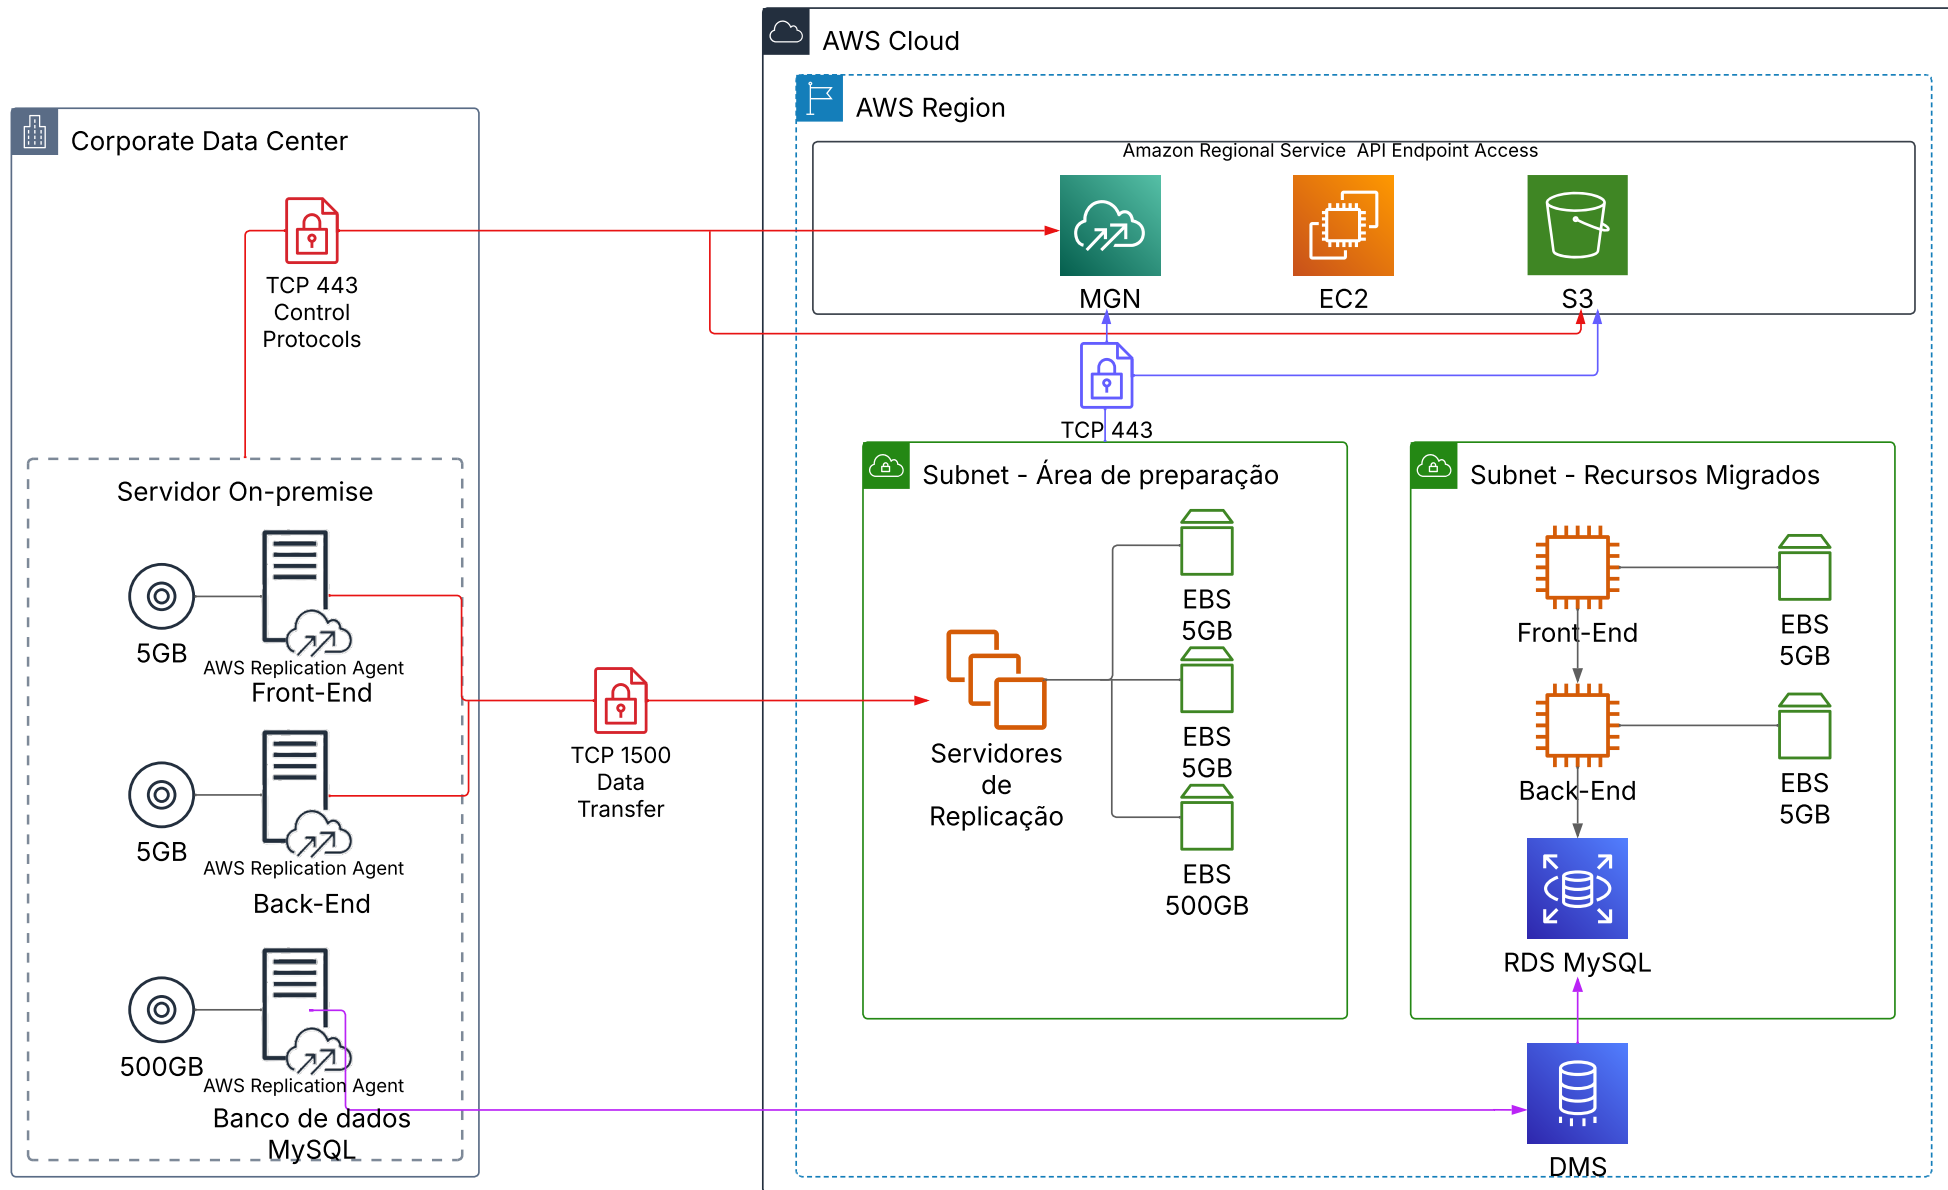 AWS Cloud
AWS Region
Corporate Data Center
Amazon Regional Service  API Endpoint Access
MGN
EC2
S3
TCP 443
Control
Protocols
TCP 443
Servidor On-premise
5GB
AWS Replication Agent
Front-End
5GB
AWS Replication Agent
Back-End
500GB
AWS Replication Agent
Banco de dados
MySQL
TCP 1500
Data
Transfer
Subnet - Área de preparação
Servidores
de
Replicação
EBS
5GB
EBS
5GB
EBS
500GB
Subnet - Recursos Migrados
Front-End
EBS
5GB
Back-End
EBS
5GB
RDS MySQL
DMS